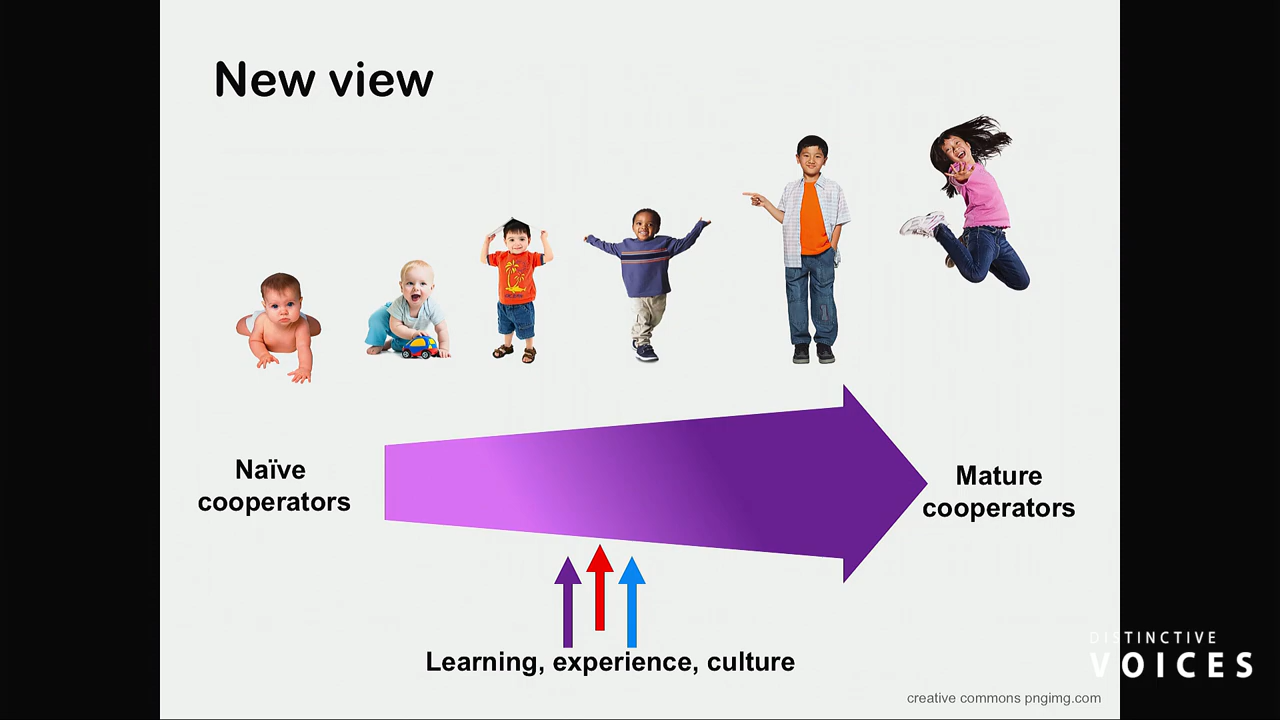 New view
Naïve
cooperators
Mature
cooperators
Learning, experience, culture
creative commons pngimg.com
DISTINCTIVE
VOICES